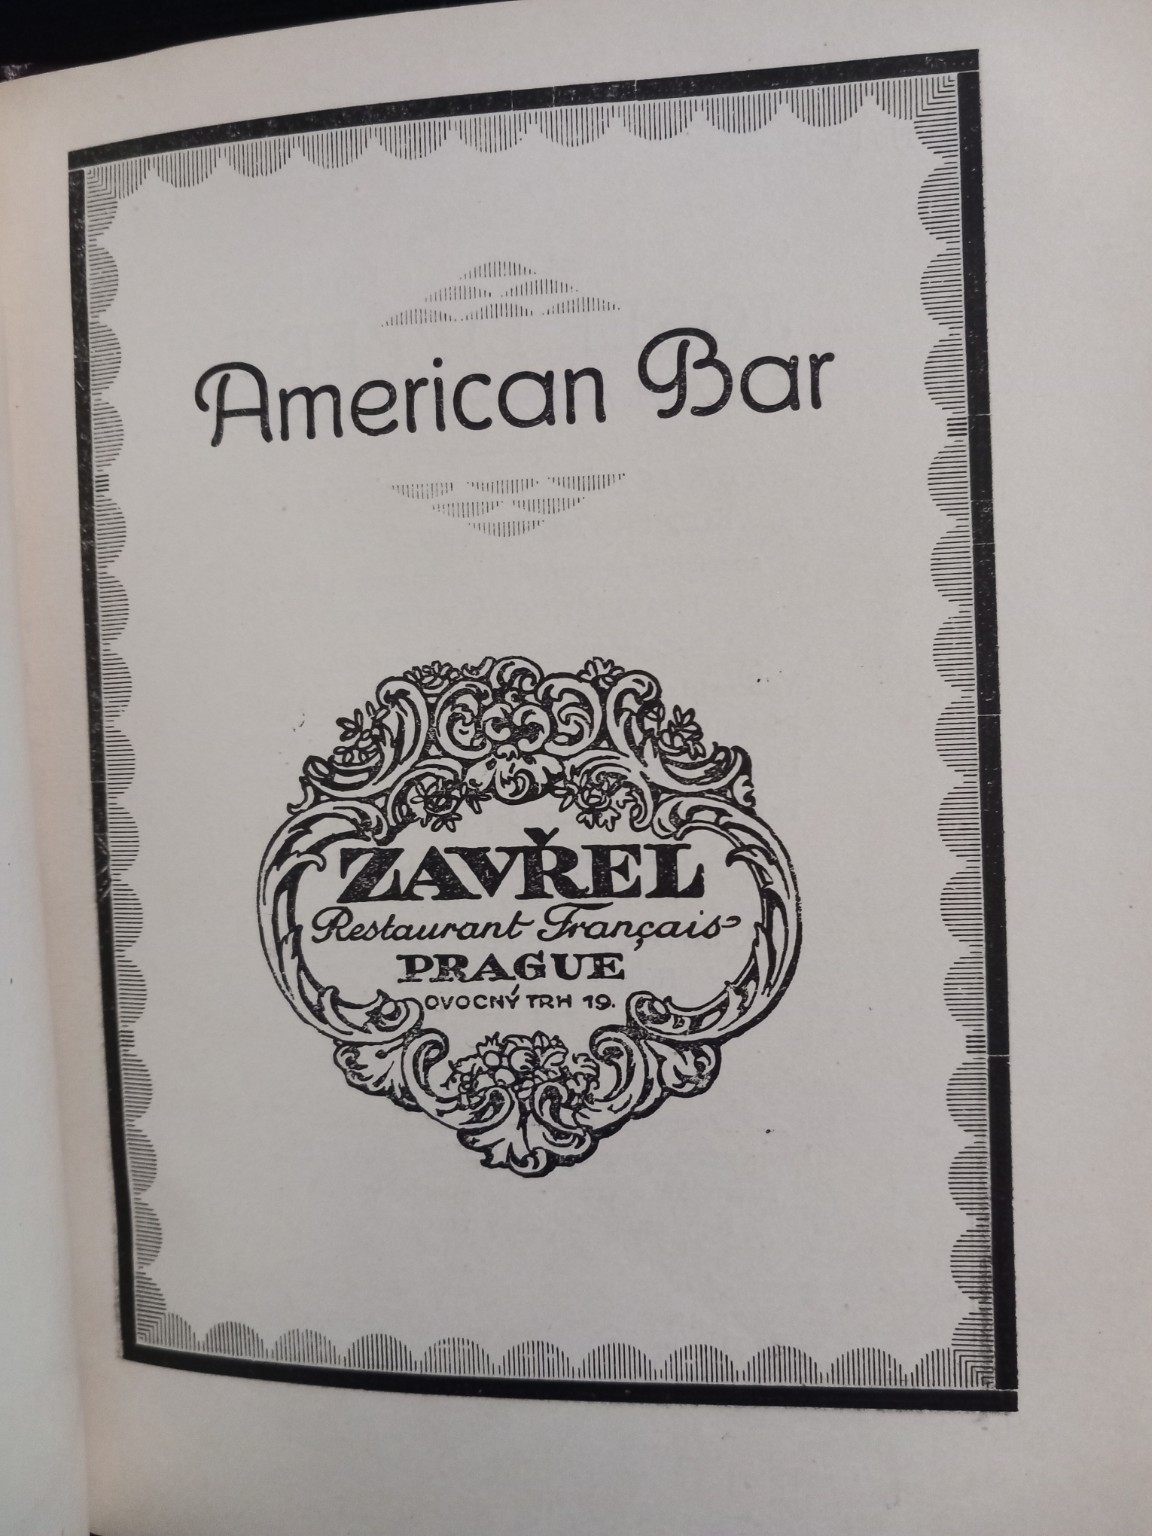 American Bar
ZAVŘEL
Restaurant Français
PRAGUE
OVOCNÝ TRH 19.